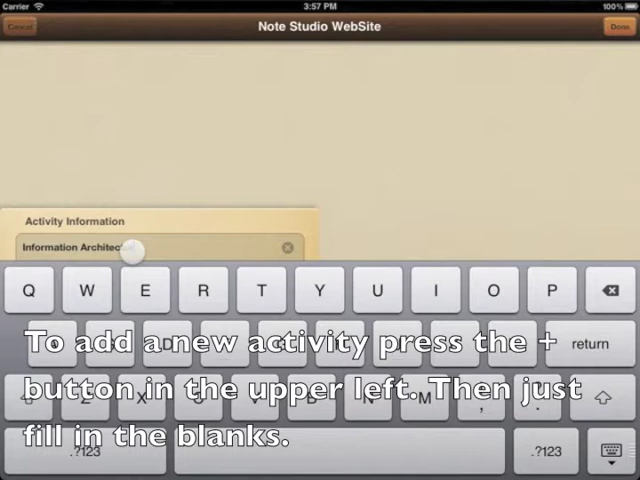 Carrier 3:57 PM 100%
Cancel Note Studio WebSite Done
Activity Information
Information Architect
Q W E R T Y U I O P
return
To add a new activity press the +
button in the upper left. Then just
fill in the blanks.
Z X V B N M , .
.?123 .?123